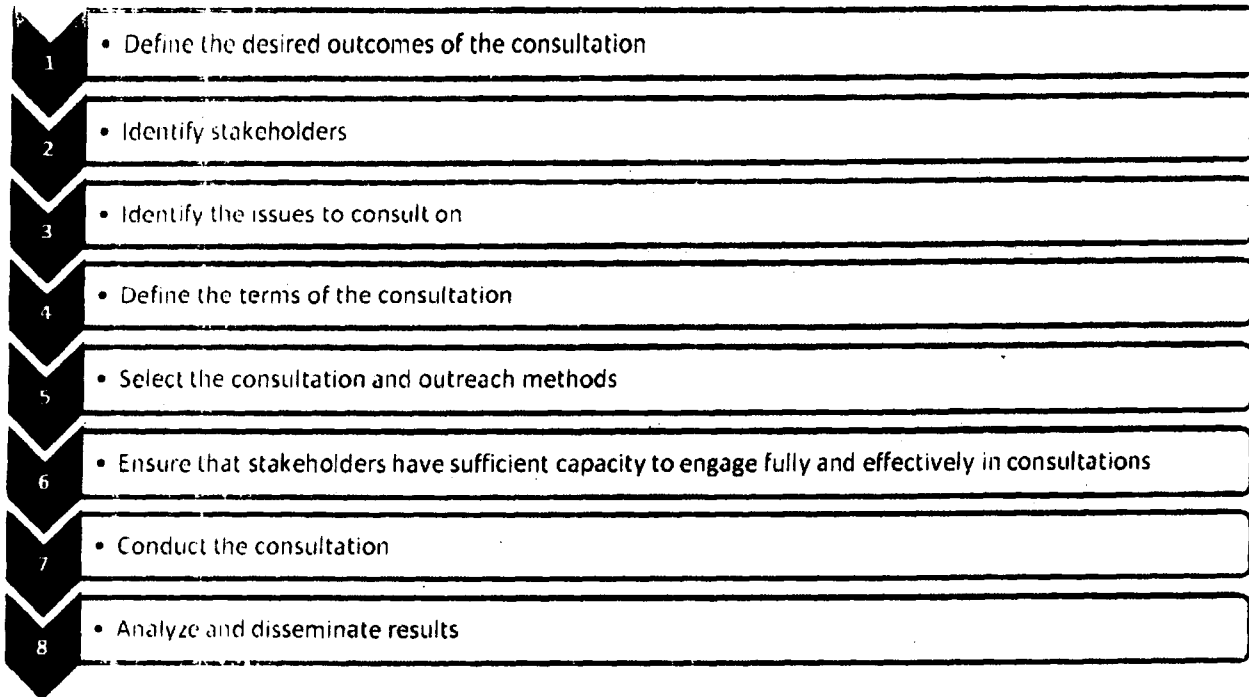 1
• Define the desired outcomes of the consultation
2
• Identify stakeholders
3
• Identify the issues to consult on
4
• Define the terms of the consultation
5
• Select the consultation and outreach methods
6
• Ensure that stakeholders have sufficient capacity to engage fully and effectively in consultations
7
• Conduct the consultation
8
• Analyze and disseminate results